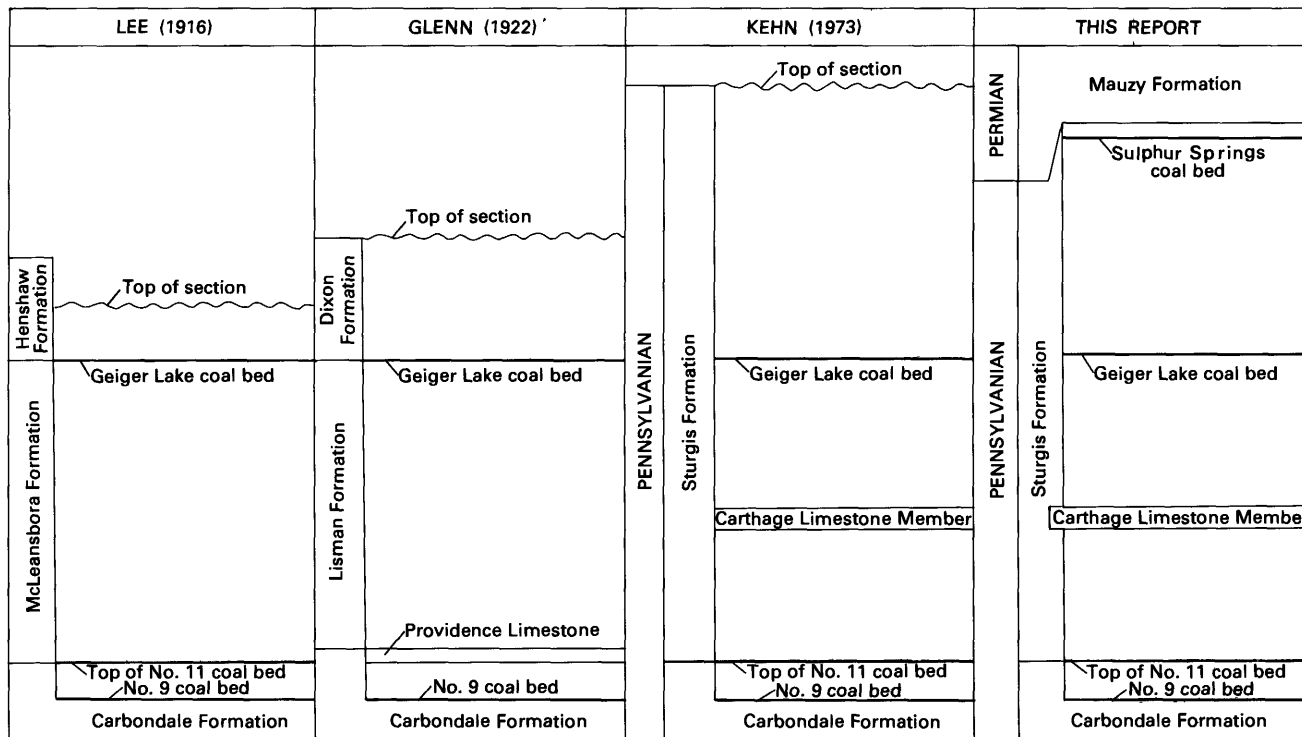 LEE (1916)
GLENN (1922)
KEHN (1973)
THIS REPORT
Henshaw
Formation
McLeansbora Formation
Top of section
Geiger Lake coal bed
Top of No. 11 coal bed
No. 9 coal bed
Carbondale Formation
Dixon
Formation
Lisman Formation
Top of section
Geiger Lake coal bed
Providence Limestone
No. 9 coal bed
Carbondale Formation
PENNSYLVANIAN
Sturgis Formation
Top of section
Geiger Lake coal bed
Carthage Limestone Member
Top of No. 11 coal bed
No. 9 coal bed
Carbondale Formation
PERMIAN
PENNSYLVANIAN
Sturgis Formation
Mauzy Formation
Sulphur Springs
coal bed
Geiger Lake coal bed
Carthage Limestone Membe
Top of No. 11 coal bed
No. 9 coal bed
Carbondale Formation